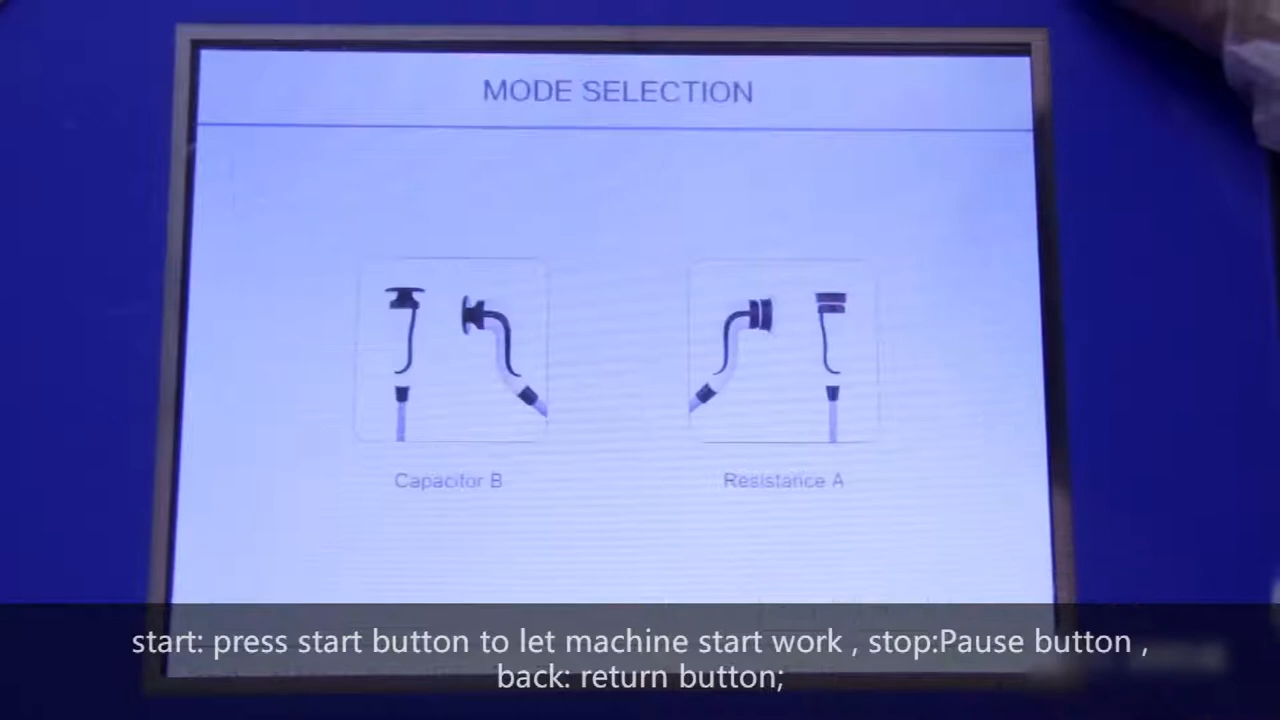 MODE SELECTION
Capacitor B
Resistance A
start: press start button to let machine start work , stop:Pause button ,
back: return button;